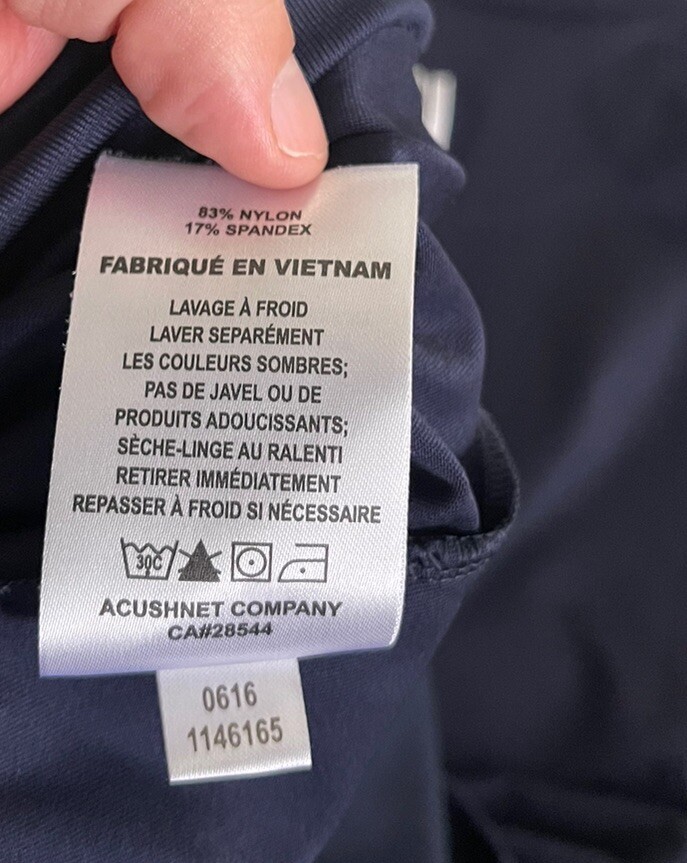 83% NYLON
17% SPANDEX
FABRIQUÉ EN VIETNAM
LAVAGE À FROID
LAVER SEPARÉMENT
LES COULEURS SOMBRES;
PAS DE JAVEL OU DE
PRODUITS ADOUCISSANTS;
SÈCHE-LINGE AU RALENTI
RETIRER IMMÉDIATEMENT
REPASSER À FROID SI NÉCESSAIRE
30C
ACUSHNET COMPANY
CA#28544
0616
1146165